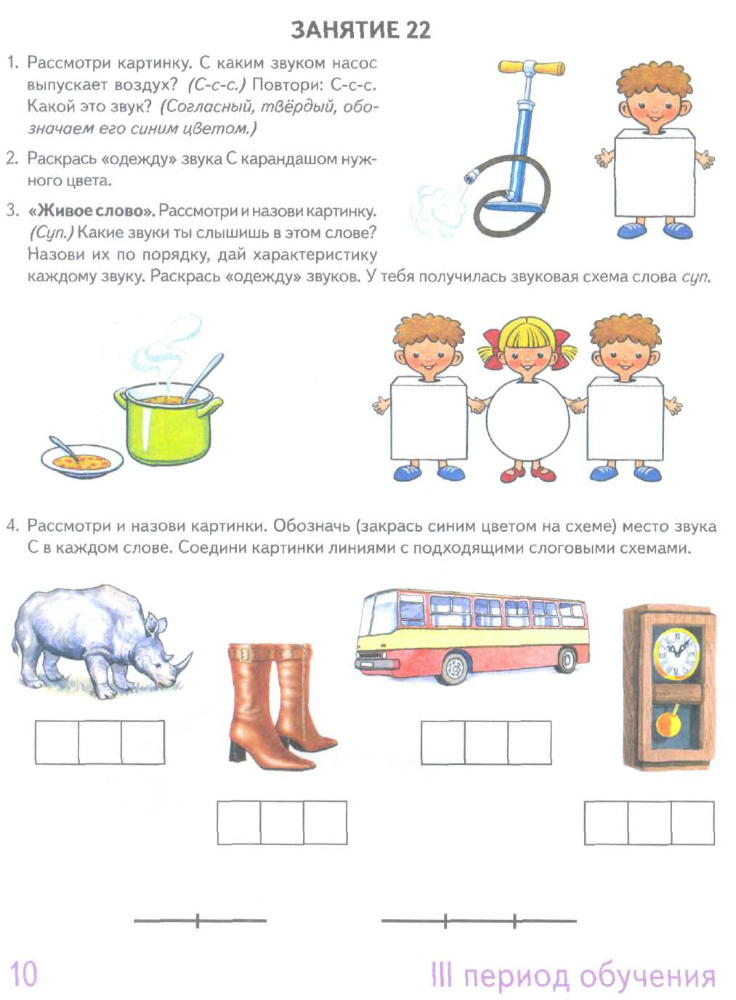 ЗАНЯТИЕ 22
1. Рассмотри картинку. С каким звуком насос
выпускает воздух? (С-с-с.) Повтори: С-с-с.
Какой это звук? (Согласный, твёрдый, обо-
значаем его синим цветом.)
2. Раскрась «одежду» звука С карандашом нуж-
ного цвета.
3. «Живое слово». Рассмотри и назови картинку.
(Суп.) Какие звуки ты слышишь в этом слове?
Назови их по порядку, дай характеристику
каждому звуку. Раскрась «одежду» звуков. У тебя получилась звуковая схема слова суп.
4. Рассмотри и назови картинки. Обозначь (закрась синим цветом на схеме) место звука
С в каждом слове. Соедини картинки линиями с подходящими слоговыми схемами.
10
III период обучения